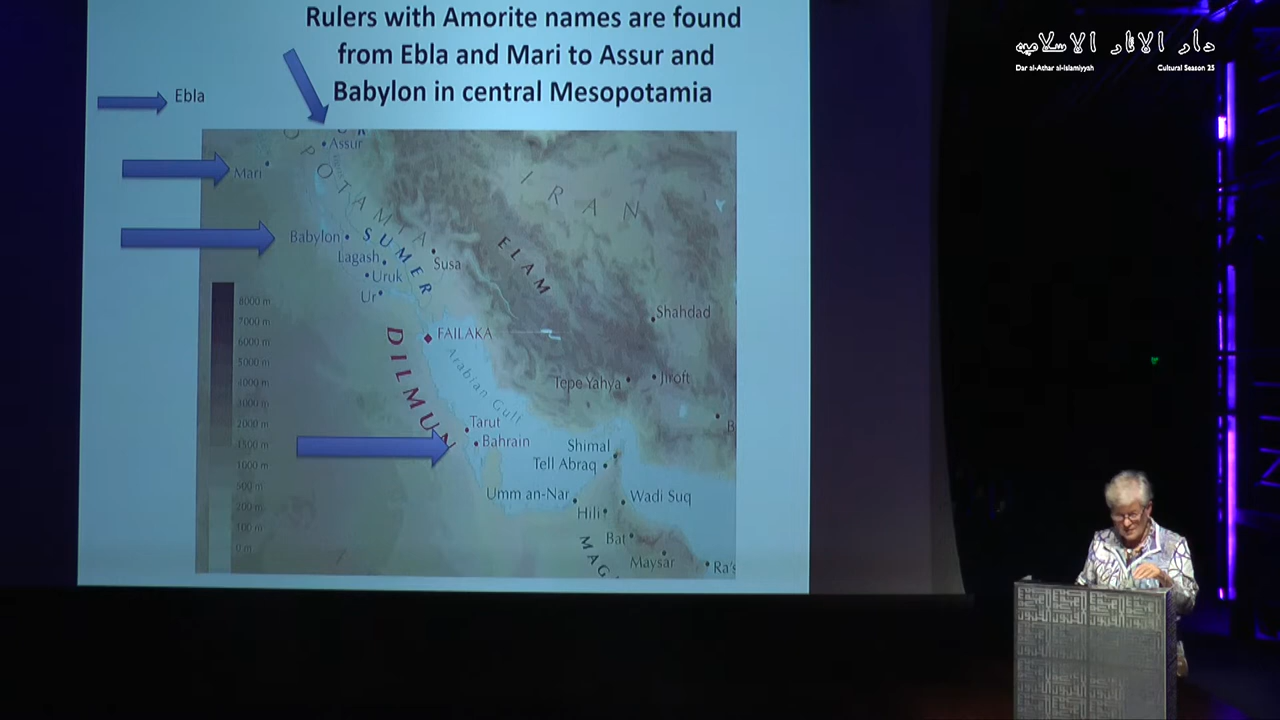 Rulers with Amorite names are found
from Ebla and Mari to Assur and
Babylon in central Mesopotamia
دار الآثار الإسلامية
Dar al-Athar al-Islamiyyah
Cultural Season 25
Ebla
Assur
Mari
OPOTAMIA
IRAN
Babylon
SUMER
ELAM
Lagash
Susa
Uruk
Ur
8000 m
7000 m
6000 m
5000 m
4000 m
3000 m
2000 m
1500 m
1000 m
500 m
200 m
100 m
0 m
Shahdad
FAILAKA
DILMUN
Arabian Gulf
Tepe Yahya
Jiroft
Tarut
Bahrain
B
Shimal
Tell Abraq
Umm an-Nar
Wadi Suq
Hili
Bat
MAG
Maysar
Ra's